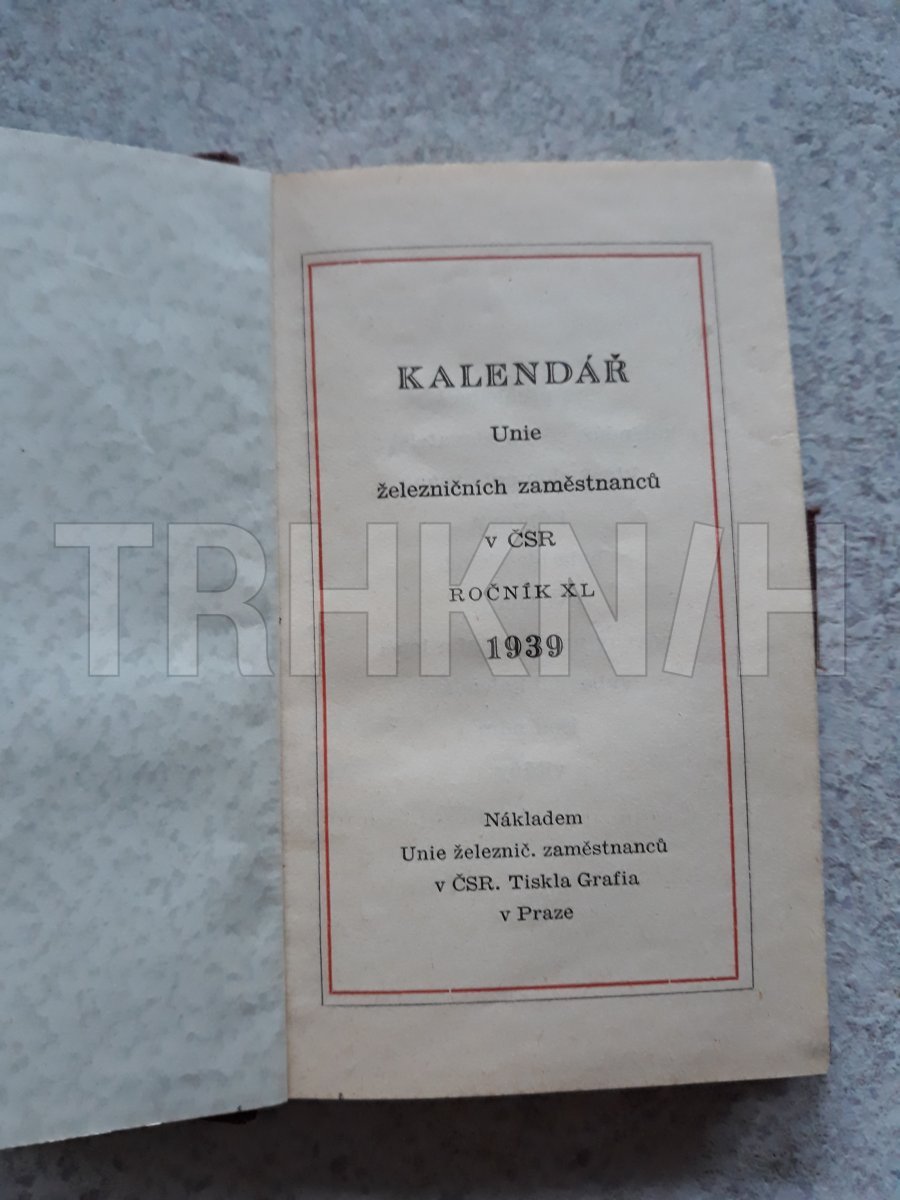 KALENDÁŘ
Unie
železničních zaměstnanců
v ČSR
ROČNÍK XL
1939
Nákladem
Unie železnič. zaměstnanců
v ČSR. Tiskla Grafia
v Praze
TRHKNIH